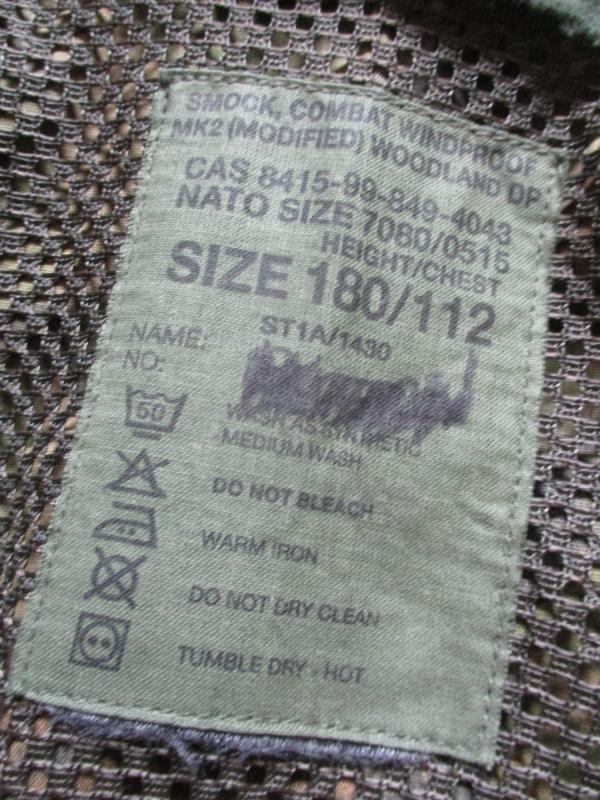 SMOCK, COMBAT WINDPROOF
MK2 (MODIFIED) WOODLAND DP
CAS 8415-99-849-4043
NATO SIZE 7080/0515
HEIGHT/CHEST
SIZE 180/112
ST1A/1430
NAME:
NO:
50
WASH AS SYNTHETIC
MEDIUM WASH
DO NOT BLEACH
WARM IRON
DO NOT DRY CLEAN
TUMBLE DRY - HOT